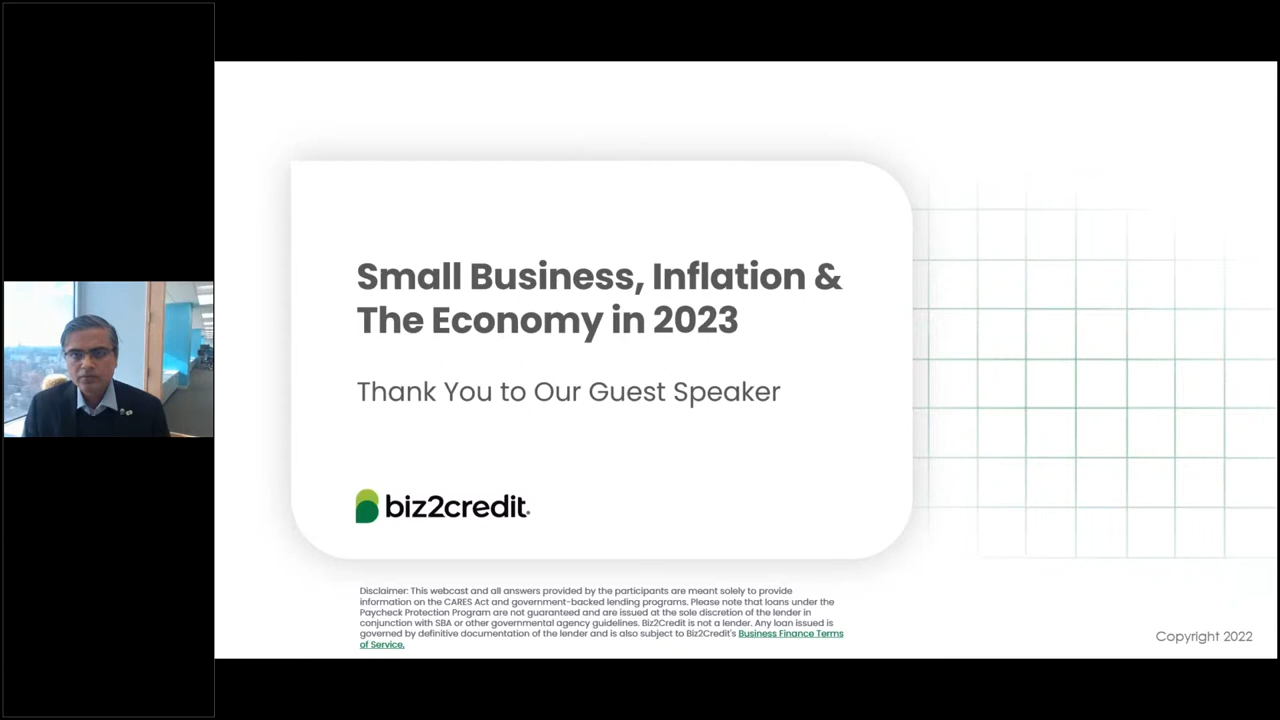 Small Business, Inflation &
The Economy in 2023
Thank You to Our Guest Speaker
biz2credit.
Disclaimer: This webcast and all answers provided by the participants are meant solely to provide
information on the CARES Act and government-backed lending programs. Please note that loans under the
Paycheck Protection Program are not guaranteed and are issued at the sole discretion of the lender in
conjunction with SBA or other governmental agency guidelines. Biz2Credit is not a lender. Any loan issued is
governed by definitive documentation of the lender and is also subject to Biz2Credit's Business Finance Terms
of Service.
Copyright 2022